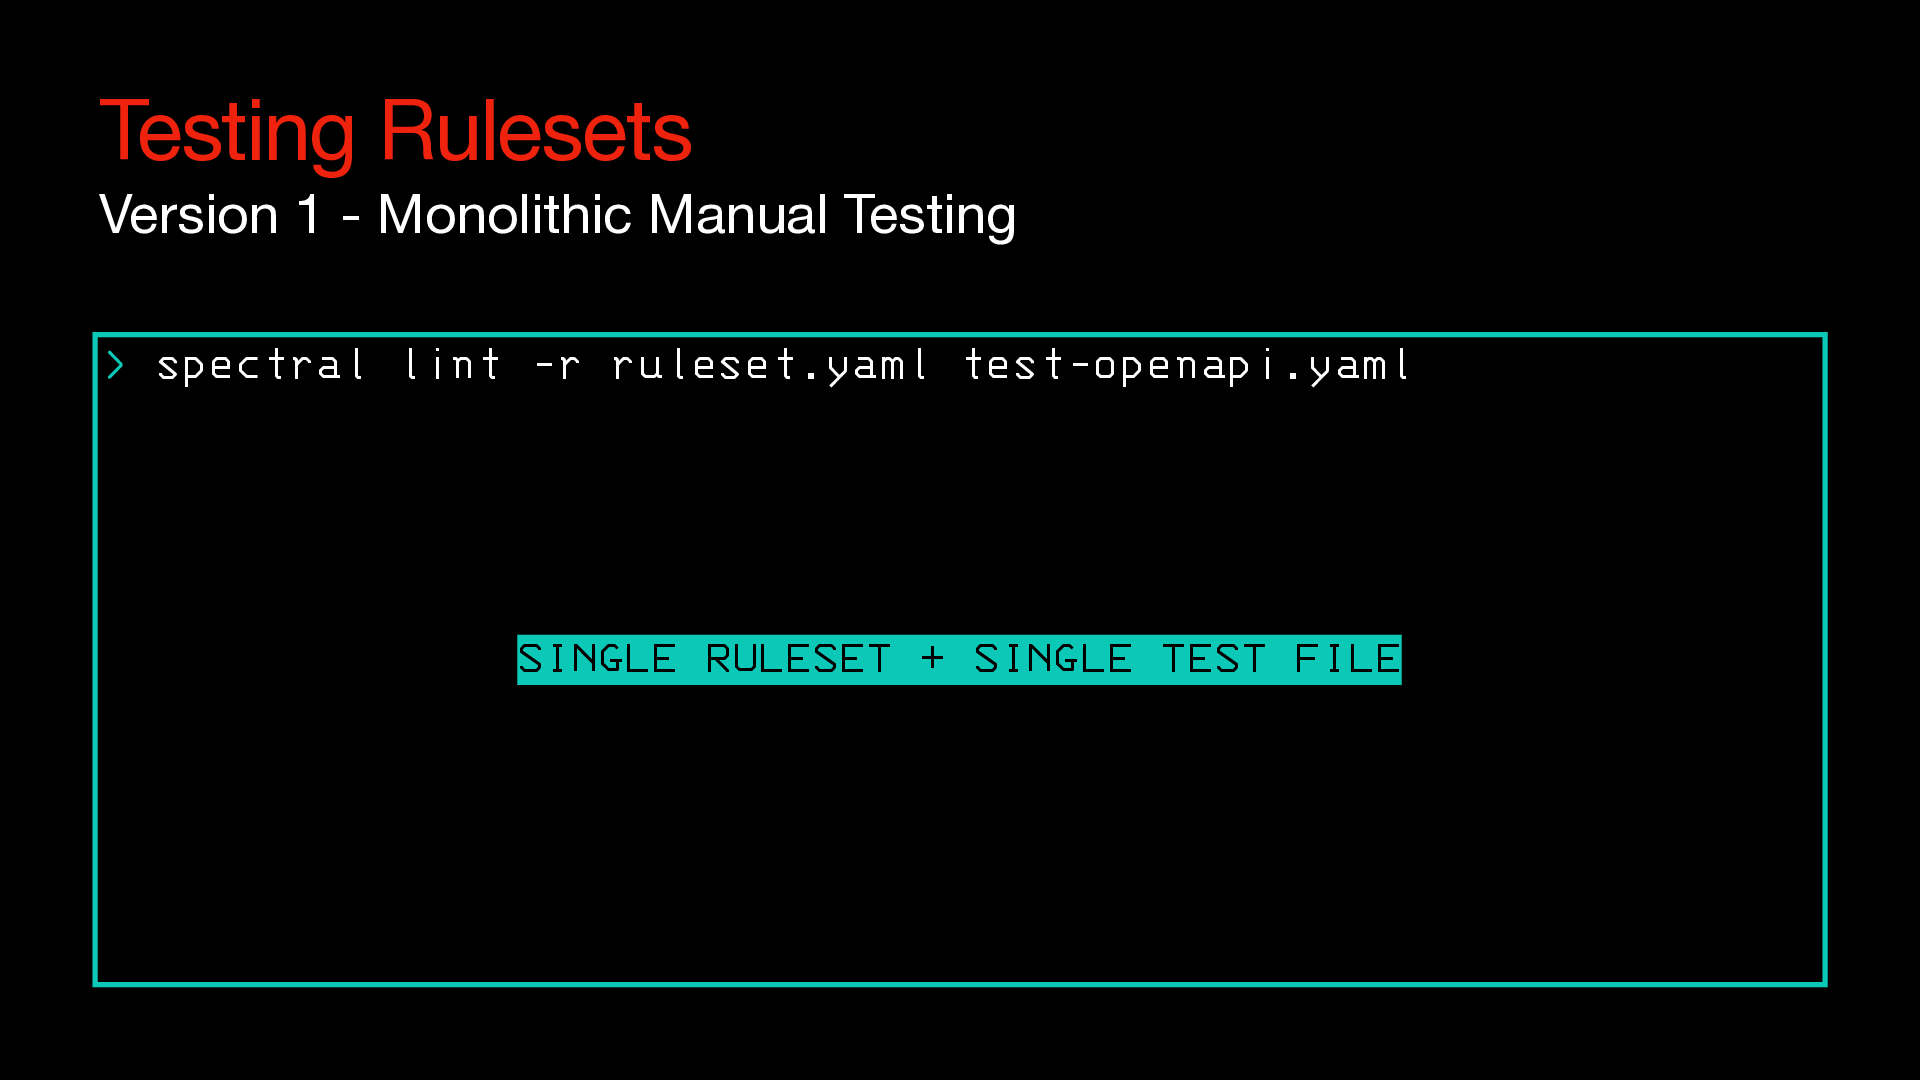 Testing Rulesets
Version 1 - Monolithic Manual Testing
> spectral lint -r ruleset.yaml test-openapi.yaml
SINGLE RULESET + SINGLE TEST FILE